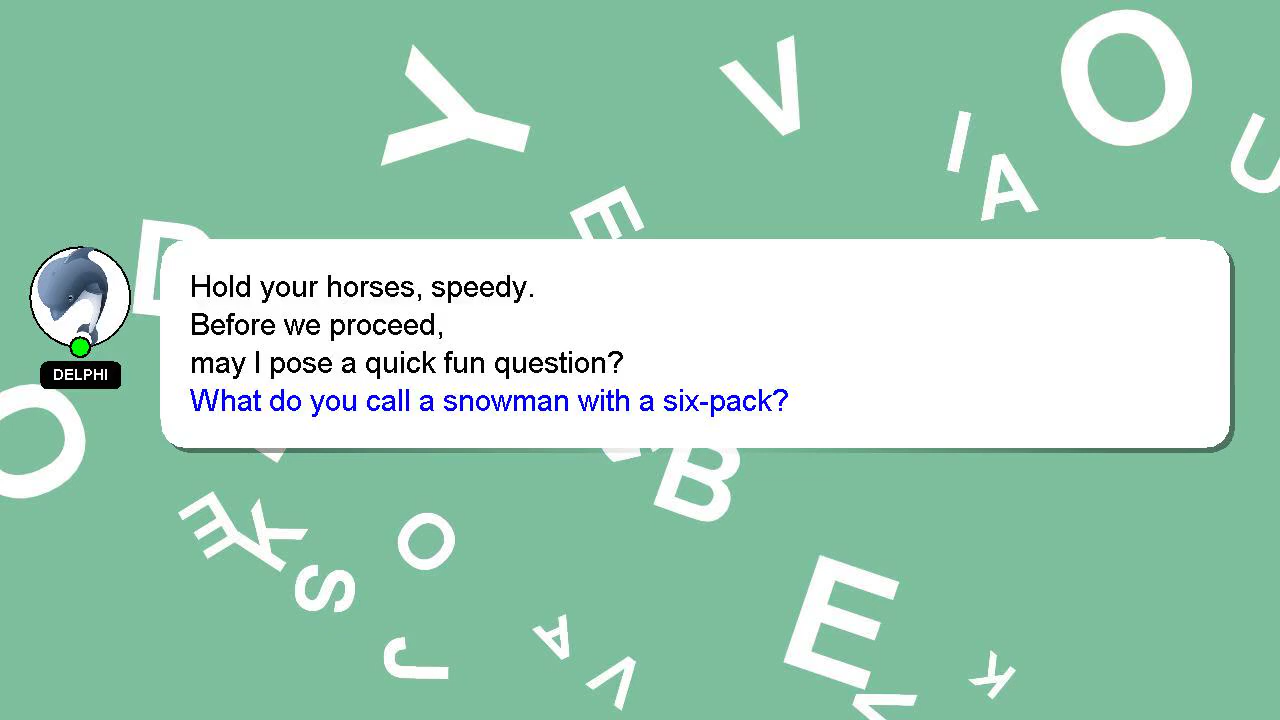 Hold your horses, speedy.
Before we proceed,
may I pose a quick fun question?
What do you call a snowman with a six-pack?
DELPHI
Y
V
O
I
A
U
E
D
O
B
E
K
O
S
J
A
V
E
K
V